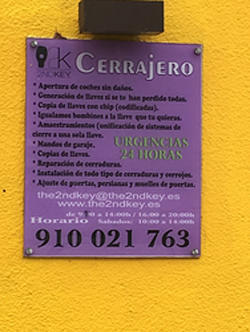 2NDKEY
CERRAJERO
* Apertura de coches sin daños.
* Generación de llaves si se te han perdido todas.
* Copia de llaves con chip (codificadas).
* Igualamos bombines a la llave que tu quieras.
* Amaestramientos (unificación de sistemas de
cierre a una sola llave.
* Mandos de garaje.
* Copias de llaves.
* Reparación de cerraduras.
URGENCIAS
24 HORAS
* Instalación de todo tipo de cerraduras y cerrojos.
* Ajuste de puertas, persianas y muelles de puertas.
the2ndkey@the2ndkey.es
www.the2ndkey.es
de 9:30 a 14:00h / 16:00 a 20:00h
Horario Sabados: 10:00 a 14:00h
910 021 763